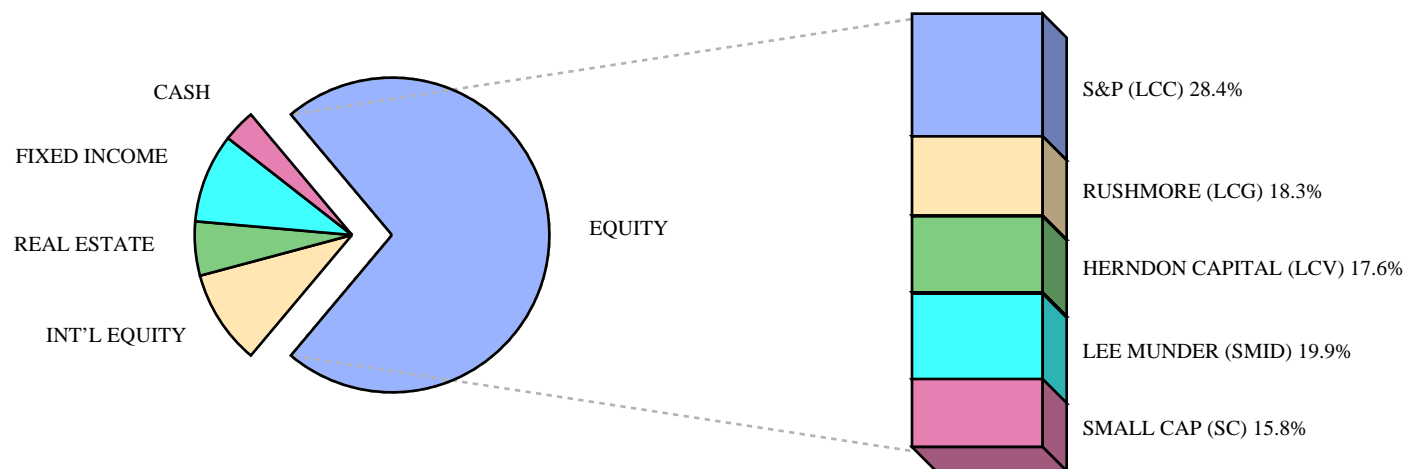 CASH
FIXED INCOME
REAL ESTATE
INT'L EQUITY
EQUITY
S&P (LCC) 28.4%
RUSHMORE (LCG) 18.3%
HERNDON CAPITAL (LCV) 17.6%
LEE MUNDER (SMID) 19.9%
SMALL CAP (SC) 15.8%